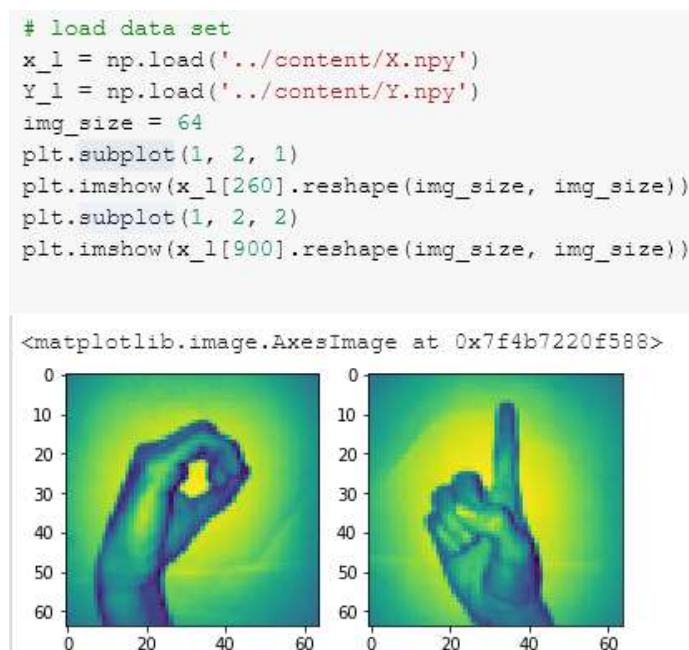 # load data set
x_l = np.load('../content/X.npy')
Y_l = np.load('../content/Y.npy')
img_size = 64
plt.subplot(1, 2, 1)
plt.imshow(x_l[260].reshape(img_size, img_size))
plt.subplot(1, 2, 2)
plt.imshow(x_l[900].reshape(img_size, img_size))
<matplotlib.image.AxesImage at 0x7f4b7220f588>
0
10
20
30
40
50
60
0 20 40 60
0
10
20
30
40
50
60
0 20 40 60